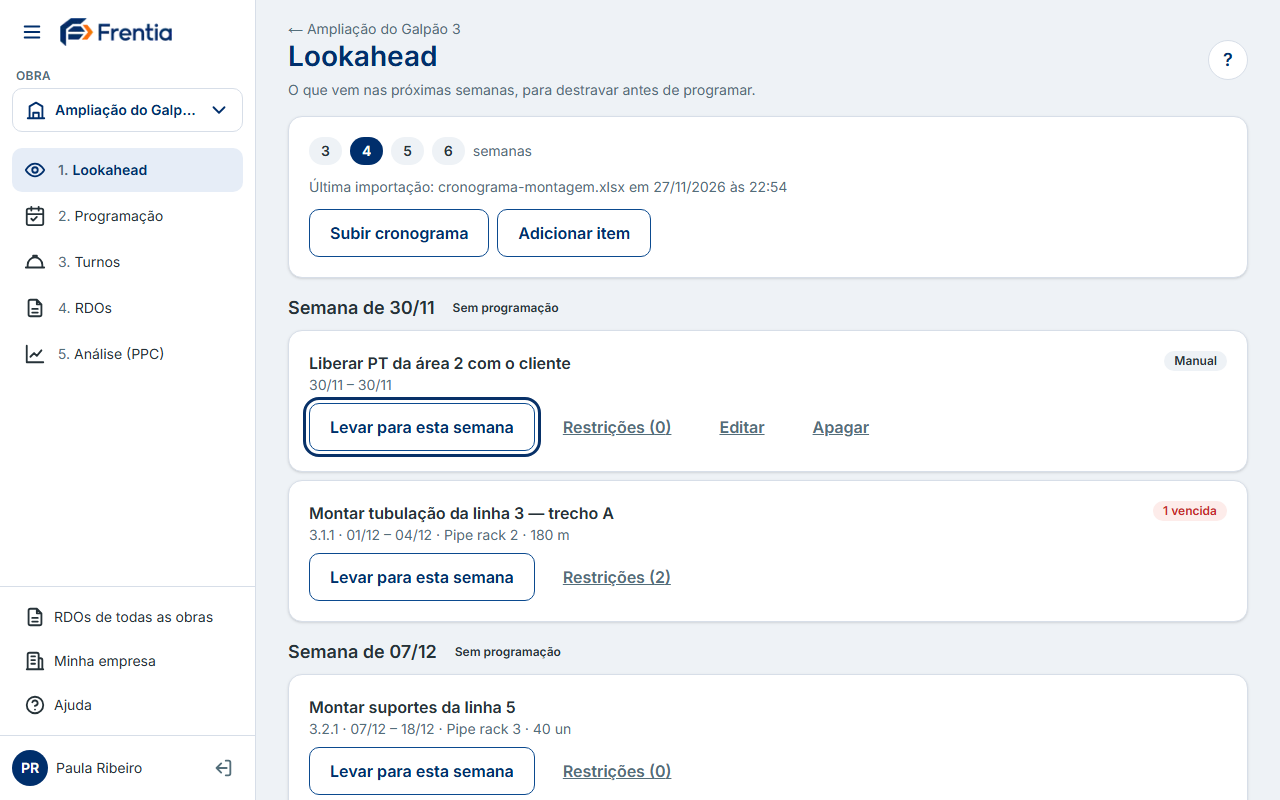 Frentia
OBRA
Ampliação do Galp...
1. Lookahead
2. Programação
3. Turnos
4. RDOs
5. Análise (PPC)
RDOs de todas as obras
Minha empresa
Ajuda
PR Paula Ribeiro
← Ampliação do Galpão 3
Lookahead
?
O que vem nas próximas semanas, para destravar antes de programar.
3 4 5 6 semanas
Última importação: cronograma-montagem.xlsx em 27/11/2026 às 22:54
Subir cronograma Adicionar item
Semana de 30/11 Sem programação
Liberar PT da área 2 com o cliente Manual
30/11 – 30/11
Levar para esta semana Restrições (0) Editar Apagar
Montar tubulação da linha 3 — trecho A 1 vencida
3.1.1 · 01/12 – 04/12 · Pipe rack 2 · 180 m
Levar para esta semana Restrições (2)
Semana de 07/12 Sem programação
Montar suportes da linha 5
3.2.1 · 07/12 – 18/12 · Pipe rack 3 · 40 un
Levar para esta semana Restrições (0)